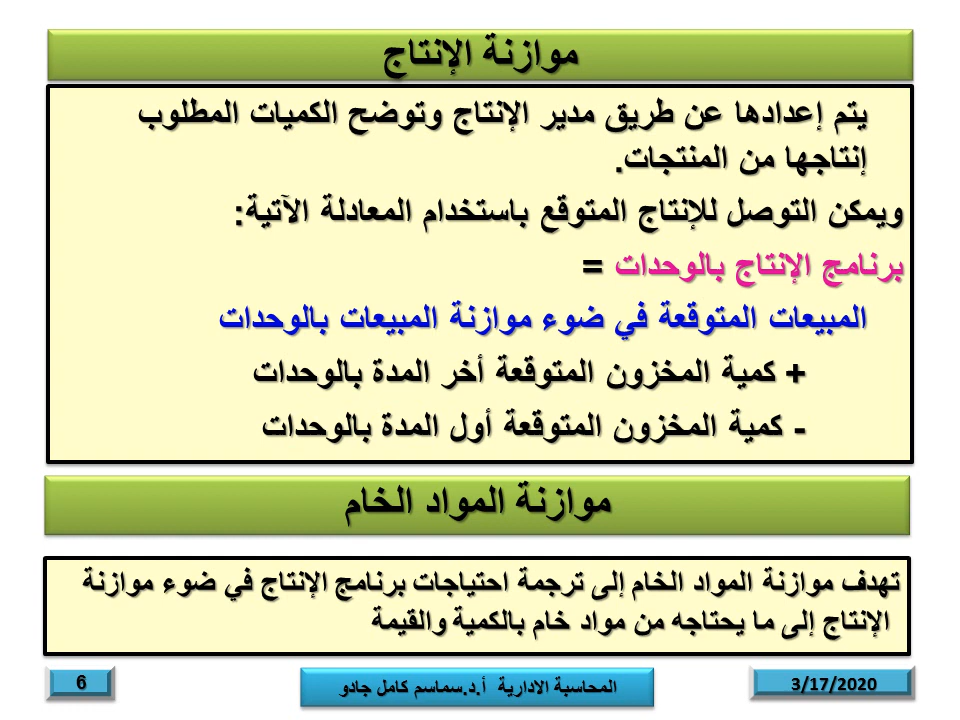 موازنة الإنتاج
يتم إعدادها عن طريق مدير الإنتاج وتوضح الكميات المطلوب
إنتاجها من المنتجات.
ويمكن التوصل للإنتاج المتوقع باستخدام المعادلة الآتية:
برنامج الإنتاج بالوحدات =
المبيعات المتوقعة في ضوء موازنة المبيعات بالوحدات
+ كمية المخزون المتوقعة أخر المدة بالوحدات
- كمية المخزون المتوقعة أول المدة بالوحدات
موازنة المواد الخام
تهدف موازنة المواد الخام إلى ترجمة احتياجات برنامج الإنتاج في ضوء موازنة
الإنتاج إلى ما يحتاجه من مواد خام بالكمية والقيمة
3/17/2020
المحاسبة الادارية أ.د.سماسم كامل جادو
6